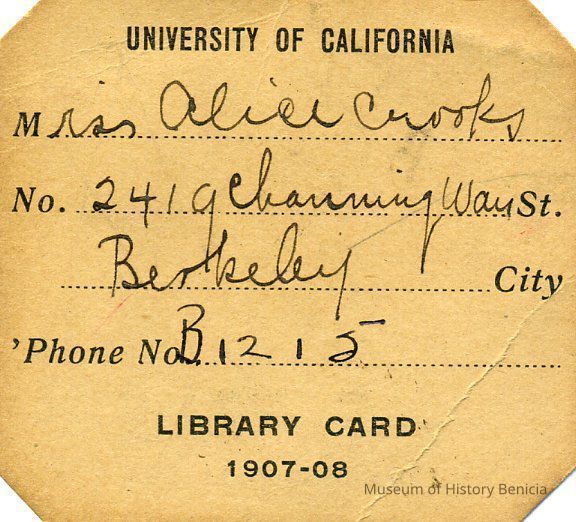 UNIVERSITY OF CALIFORNIA
Miss Alice Crooks
No. 2419 Channing Way St.
Berkeley City
'Phone No. B1215
LIBRARY CARD
1907-08
Museum of History Benicia